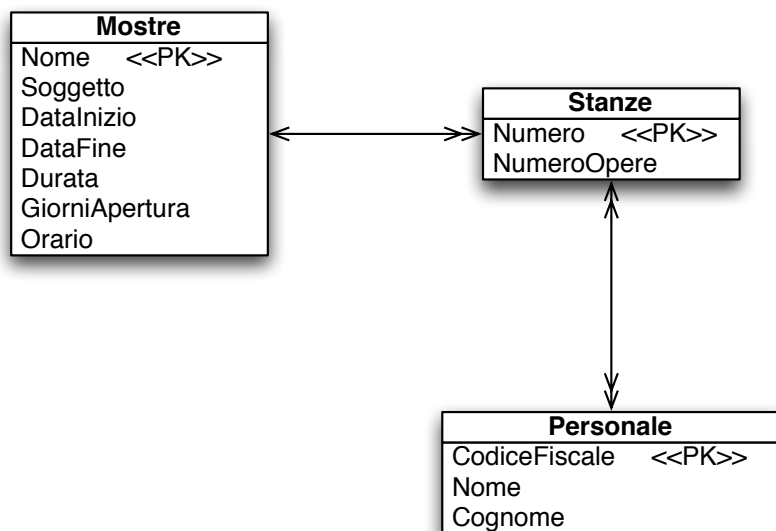 Mostre
Nome <<PK>>
Soggetto
DataInizio
DataFine
Durata
GiorniApertura
Orario
Stanze
Numero <<PK>>
NumeroOpere
Personale
CodiceFiscale <<PK>>
Nome
Cognome